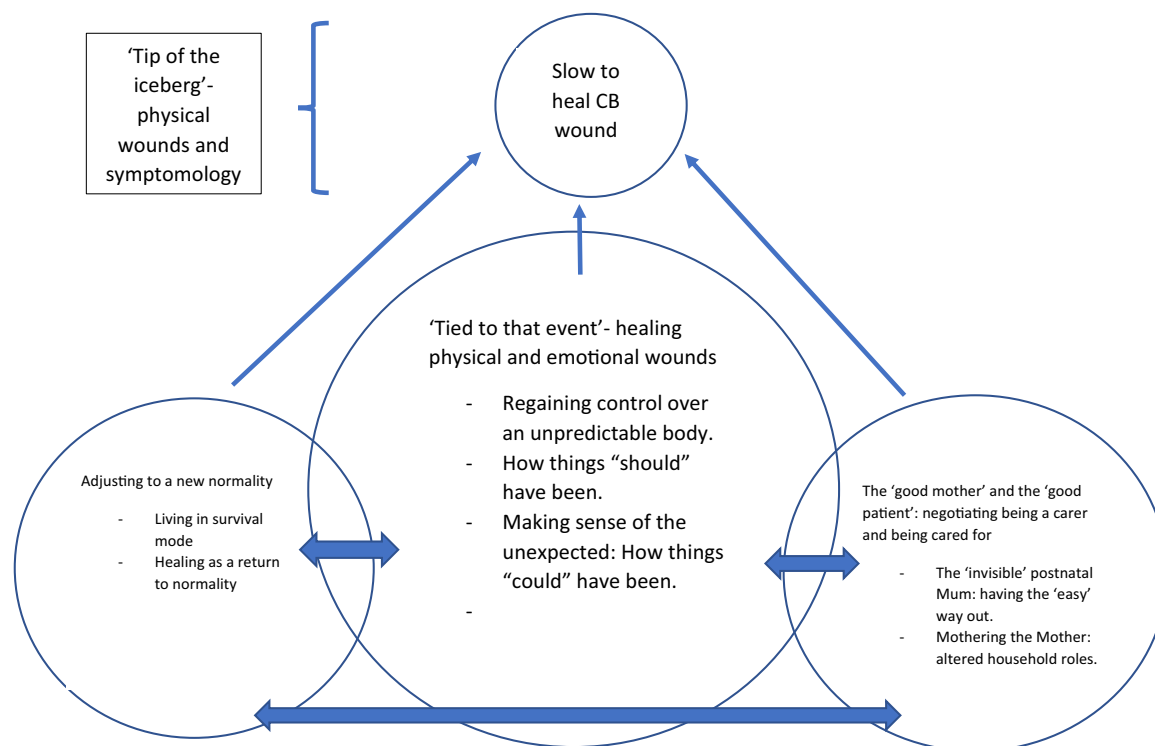 ‘Tip of the
iceberg’-
physical
wounds and
symptomology
Slow to
heal CB
wound
‘Tied to that event’- healing
physical and emotional wounds
- Regaining control over
an unpredictable body.
- How things “should”
have been.
- Making sense of the
unexpected: How things
“could” have been.
-
Adjusting to a new normality
- Living in survival
mode
- Healing as a return
to normality
The ‘good mother’ and the ‘good
patient’: negotiating being a carer
and being cared for
- The ‘invisible’ postnatal
Mum: having the ‘easy’
way out.
- Mothering the Mother:
altered household roles.